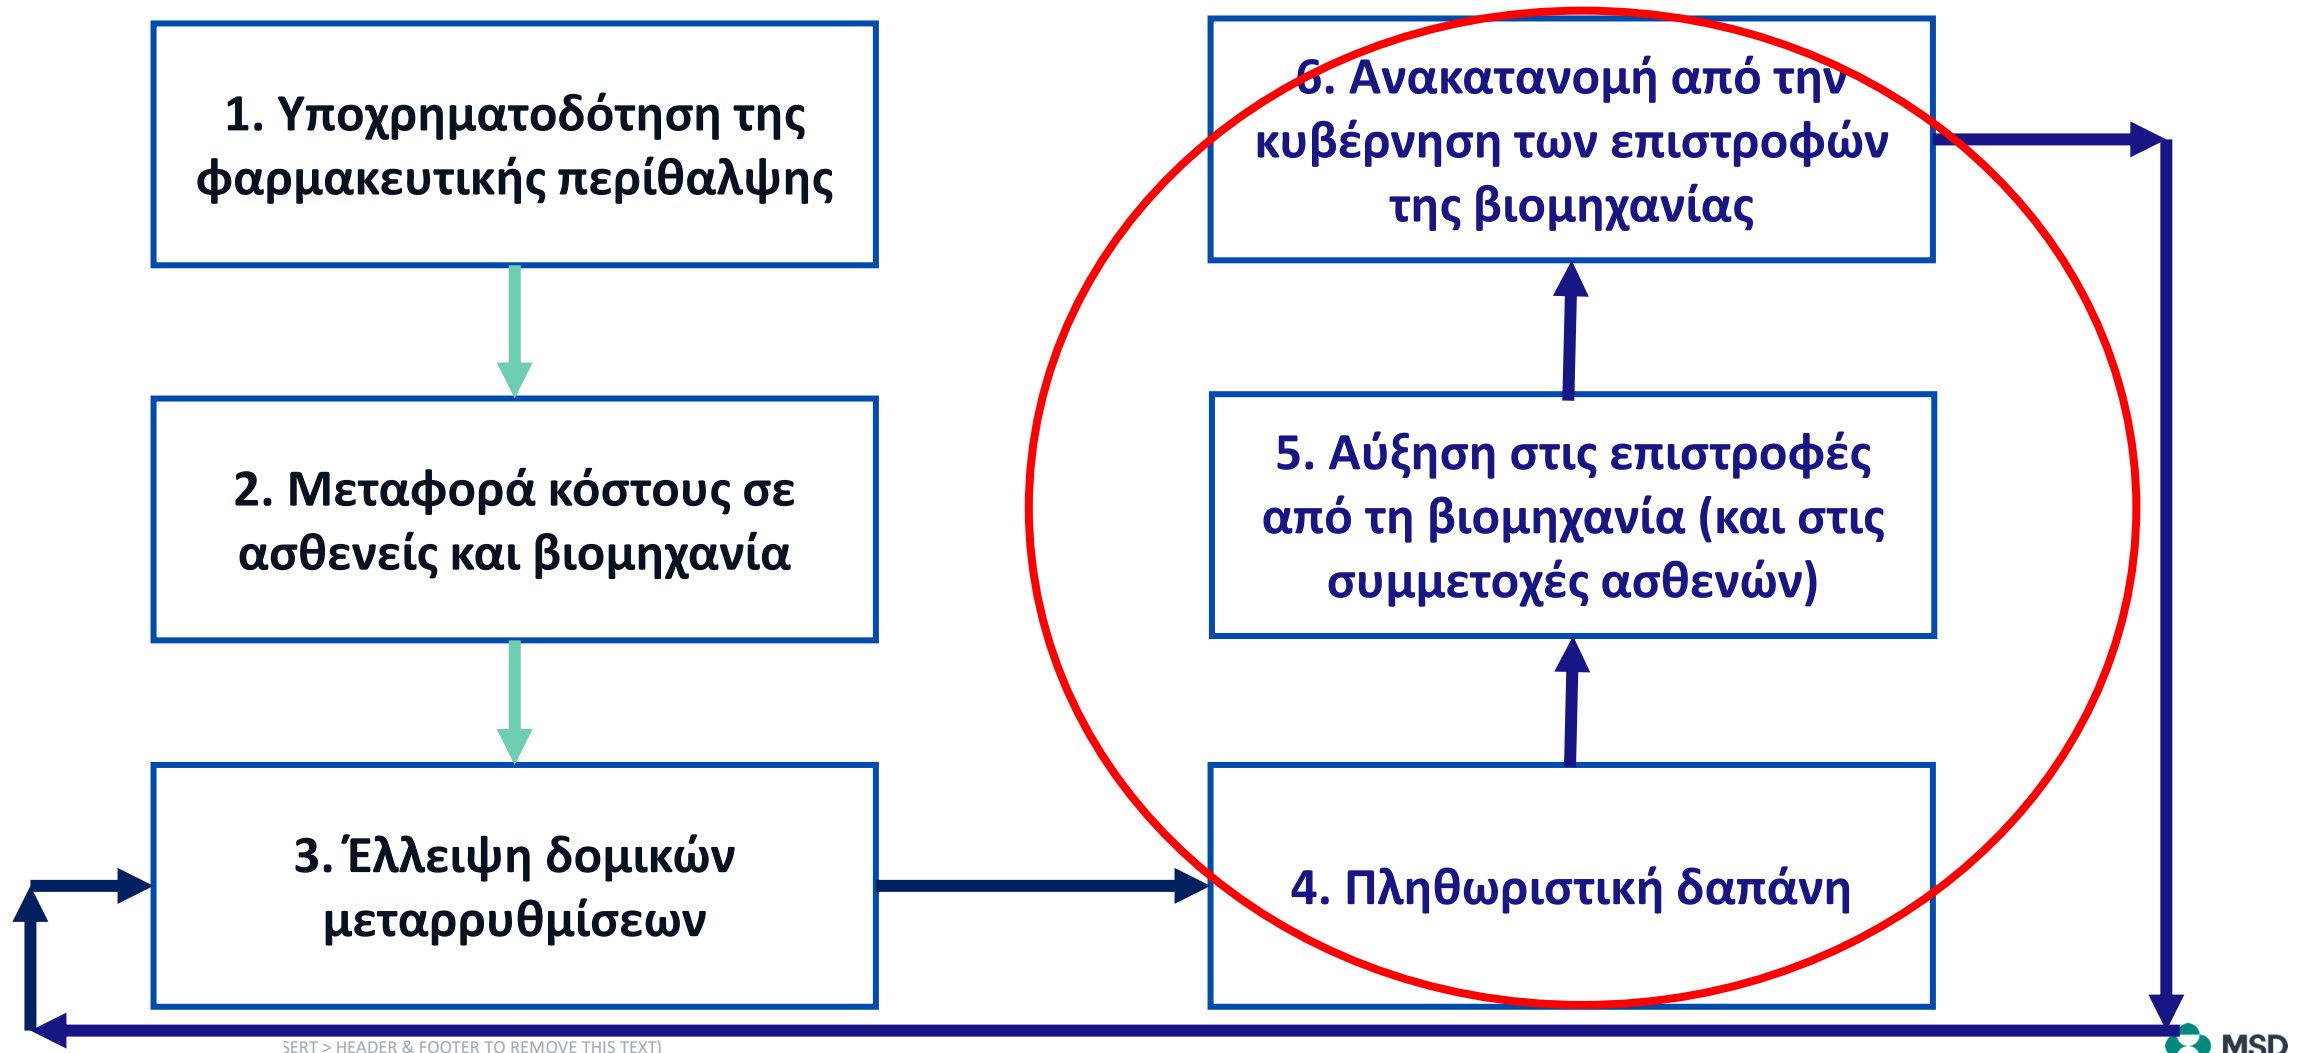 1. Υποχρηματοδότηση της
φαρμακευτικής περίθαλψης
2. Μεταφορά κόστους σε
ασθενείς και βιομηχανία
3. Έλλειψη δομικών
μεταρρυθμίσεων
6. Ανακατανομή από την
κυβέρνηση των επιστροφών
της βιομηχανίας
5. Αύξηση στις επιστροφές
από τη βιομηχανία (και στις
συμμετοχές ασθενών)
4. Πληθωριστική δαπάνη
SERT > HEADER & FOOTER TO REMOVE THIS TEXT)
MSD